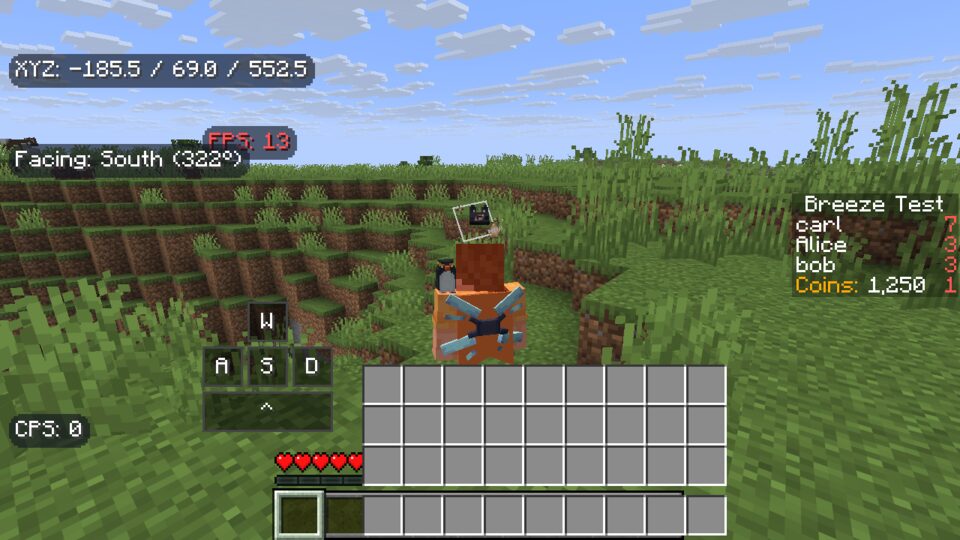 XYZ: -185.5 / 69.0 / 552.5
FPS: 13
Facing: South (322°)
Breeze Test
carl 7
Alice 3
bob 3
Coins: 1,250 1
W
A S D
^
CPS: 0